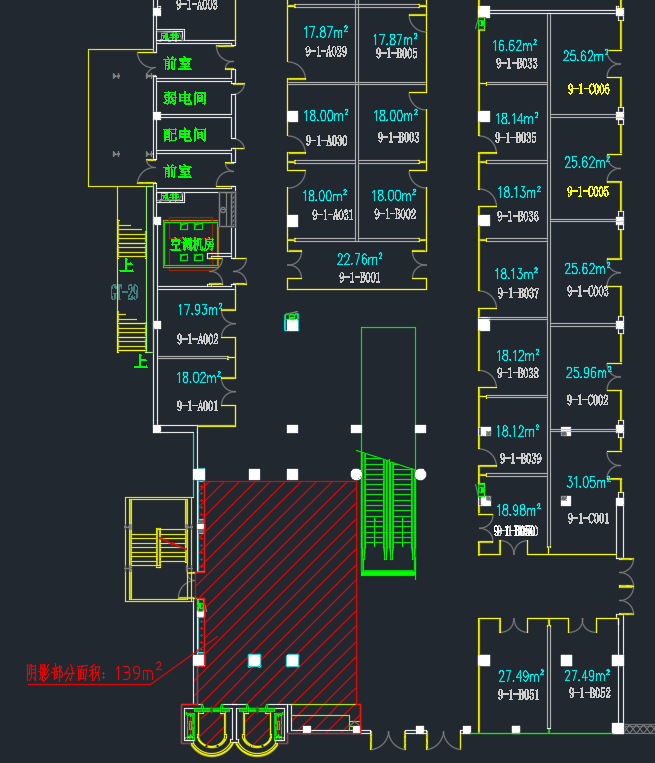 9-1-A003
风井
前室
弱电间
配电间
前室
风井
空调机房
上
GT-29
上
17.93m²
9-1-A002
18.02m²
9-1-A001
17.87m²
9-1-A029
17.87m²
9-1-B005
18.00m²
9-1-A030
18.00m²
9-1-B003
18.00m²
9-1-A031
18.00m²
9-1-B002
22.76m²
9-1-B001
16.62m²
9-1-B033
25.62m²
9-1-C006
18.14m²
9-1-B035
25.62m²
9-1-C005
18.13m²
9-1-B036
18.13m²
9-1-B037
25.62m²
9-1-C003
18.12m²
9-1-B038
25.96m²
9-1-C002
18.12m²
9-1-B039
31.05m²
9-1-C001
18.98m²
27.49m²
9-1-B051
27.49m²
9-1-B052
阴影部分面积：139m²